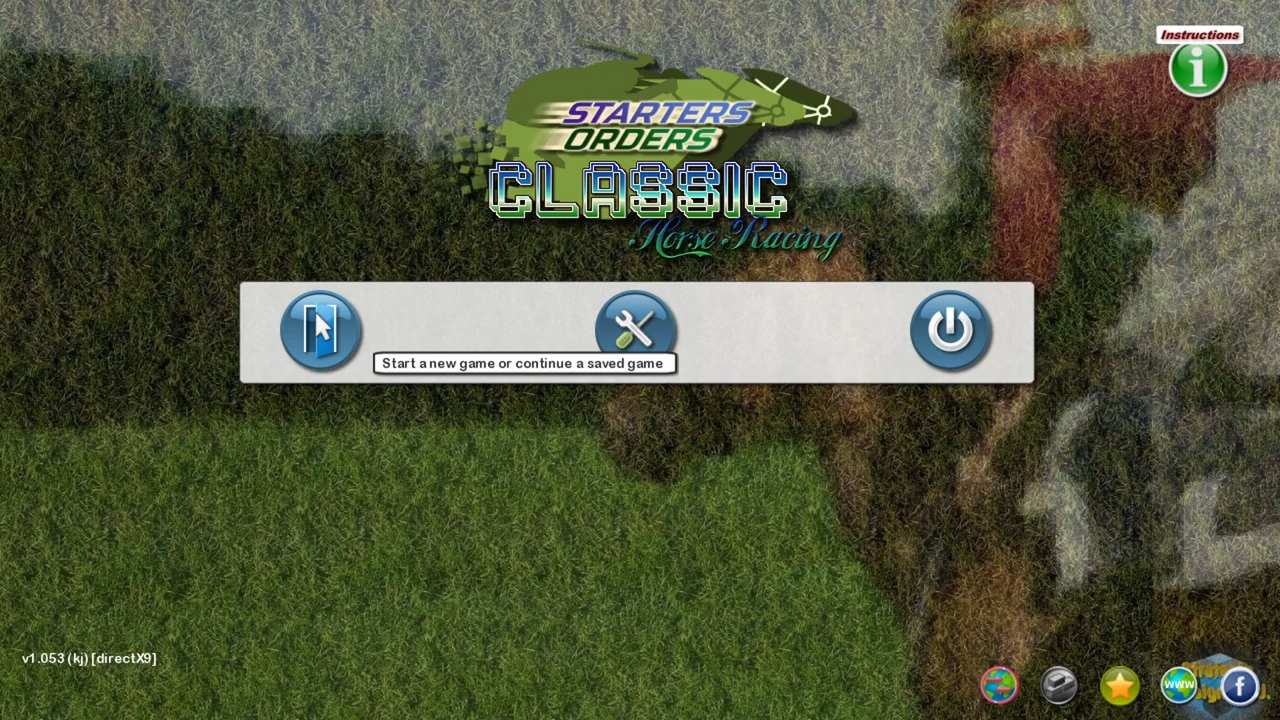 Instructions
STARTERS
ORDERS
CLASSIC
Horse Racing
Start a new game or continue a saved game
v1.053 (kj) [directX9]
www
f